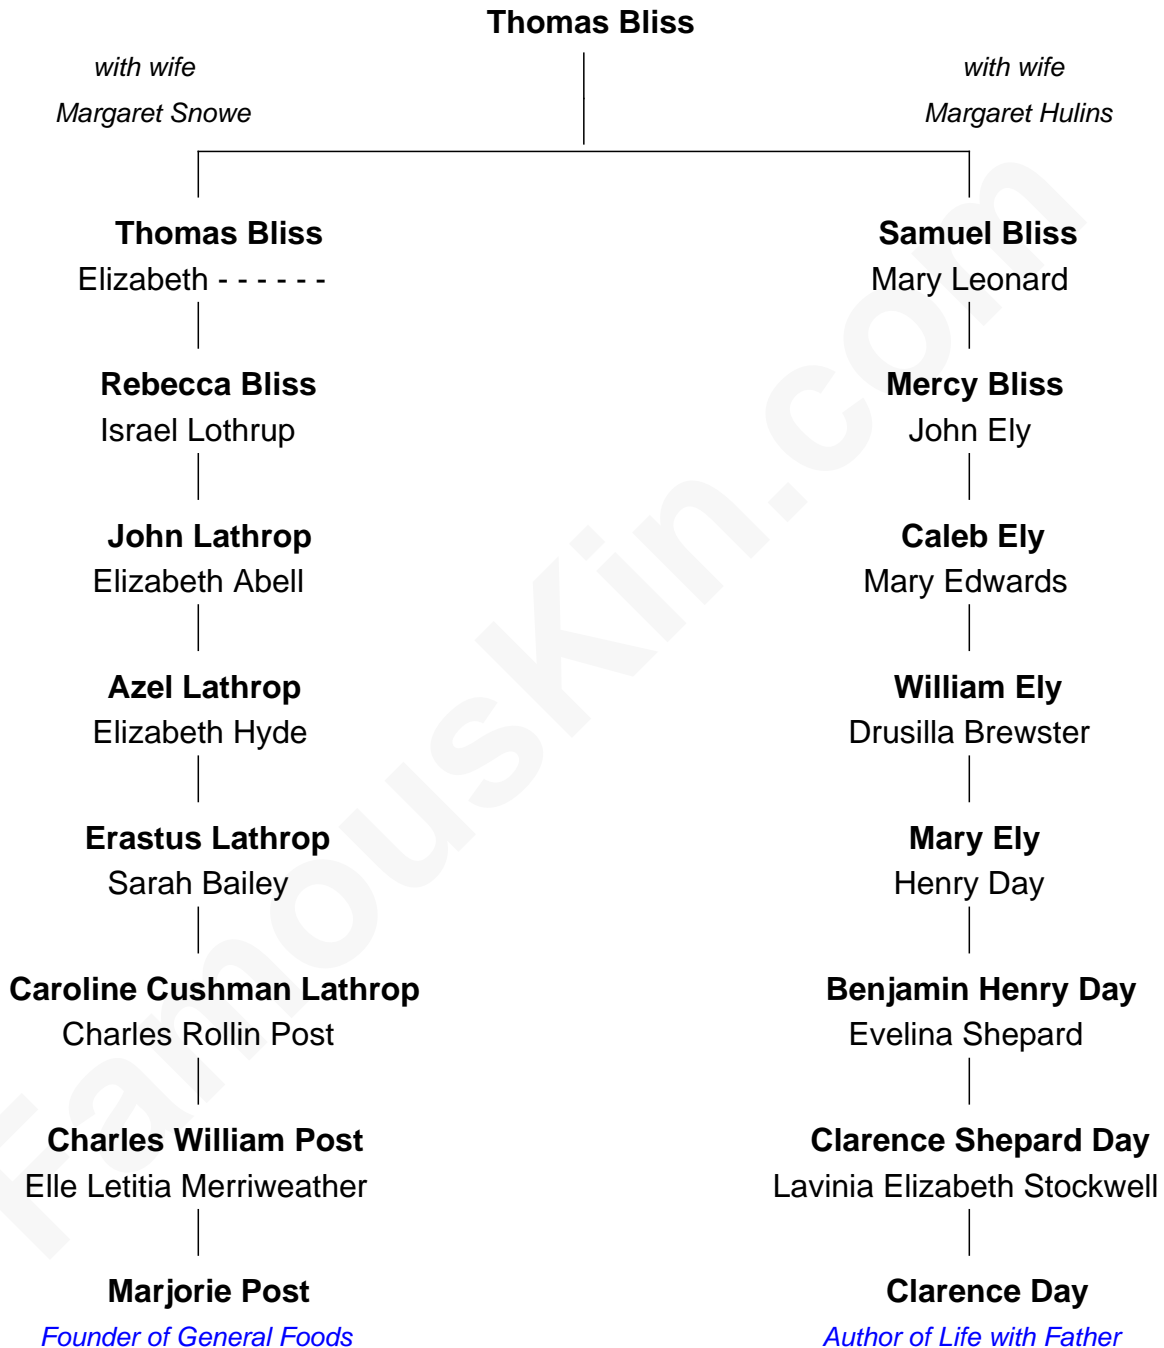 Thomas Bliss
with wife
Margaret Snowe
with wife
Margaret Hulins
Thomas Bliss
Elizabeth - - - - - -
Samuel Bliss
Mary Leonard
Rebecca Bliss
Israel Lothrup
Mercy Bliss
John Ely
John Lathrop
Elizabeth Abell
Caleb Ely
Mary Edwards
Azel Lathrop
Elizabeth Hyde
William Ely
Drusilla Brewster
Erastus Lathrop
Sarah Bailey
Mary Ely
Henry Day
Caroline Cushman Lathrop
Charles Rollin Post
Benjamin Henry Day
Evelina Shepard
Charles William Post
Elle Letitia Merriweather
Clarence Shepard Day
Lavinia Elizabeth Stockwell
Marjorie Post
Founder of General Foods
Clarence Day
Author of Life with Father
FamousKin.com